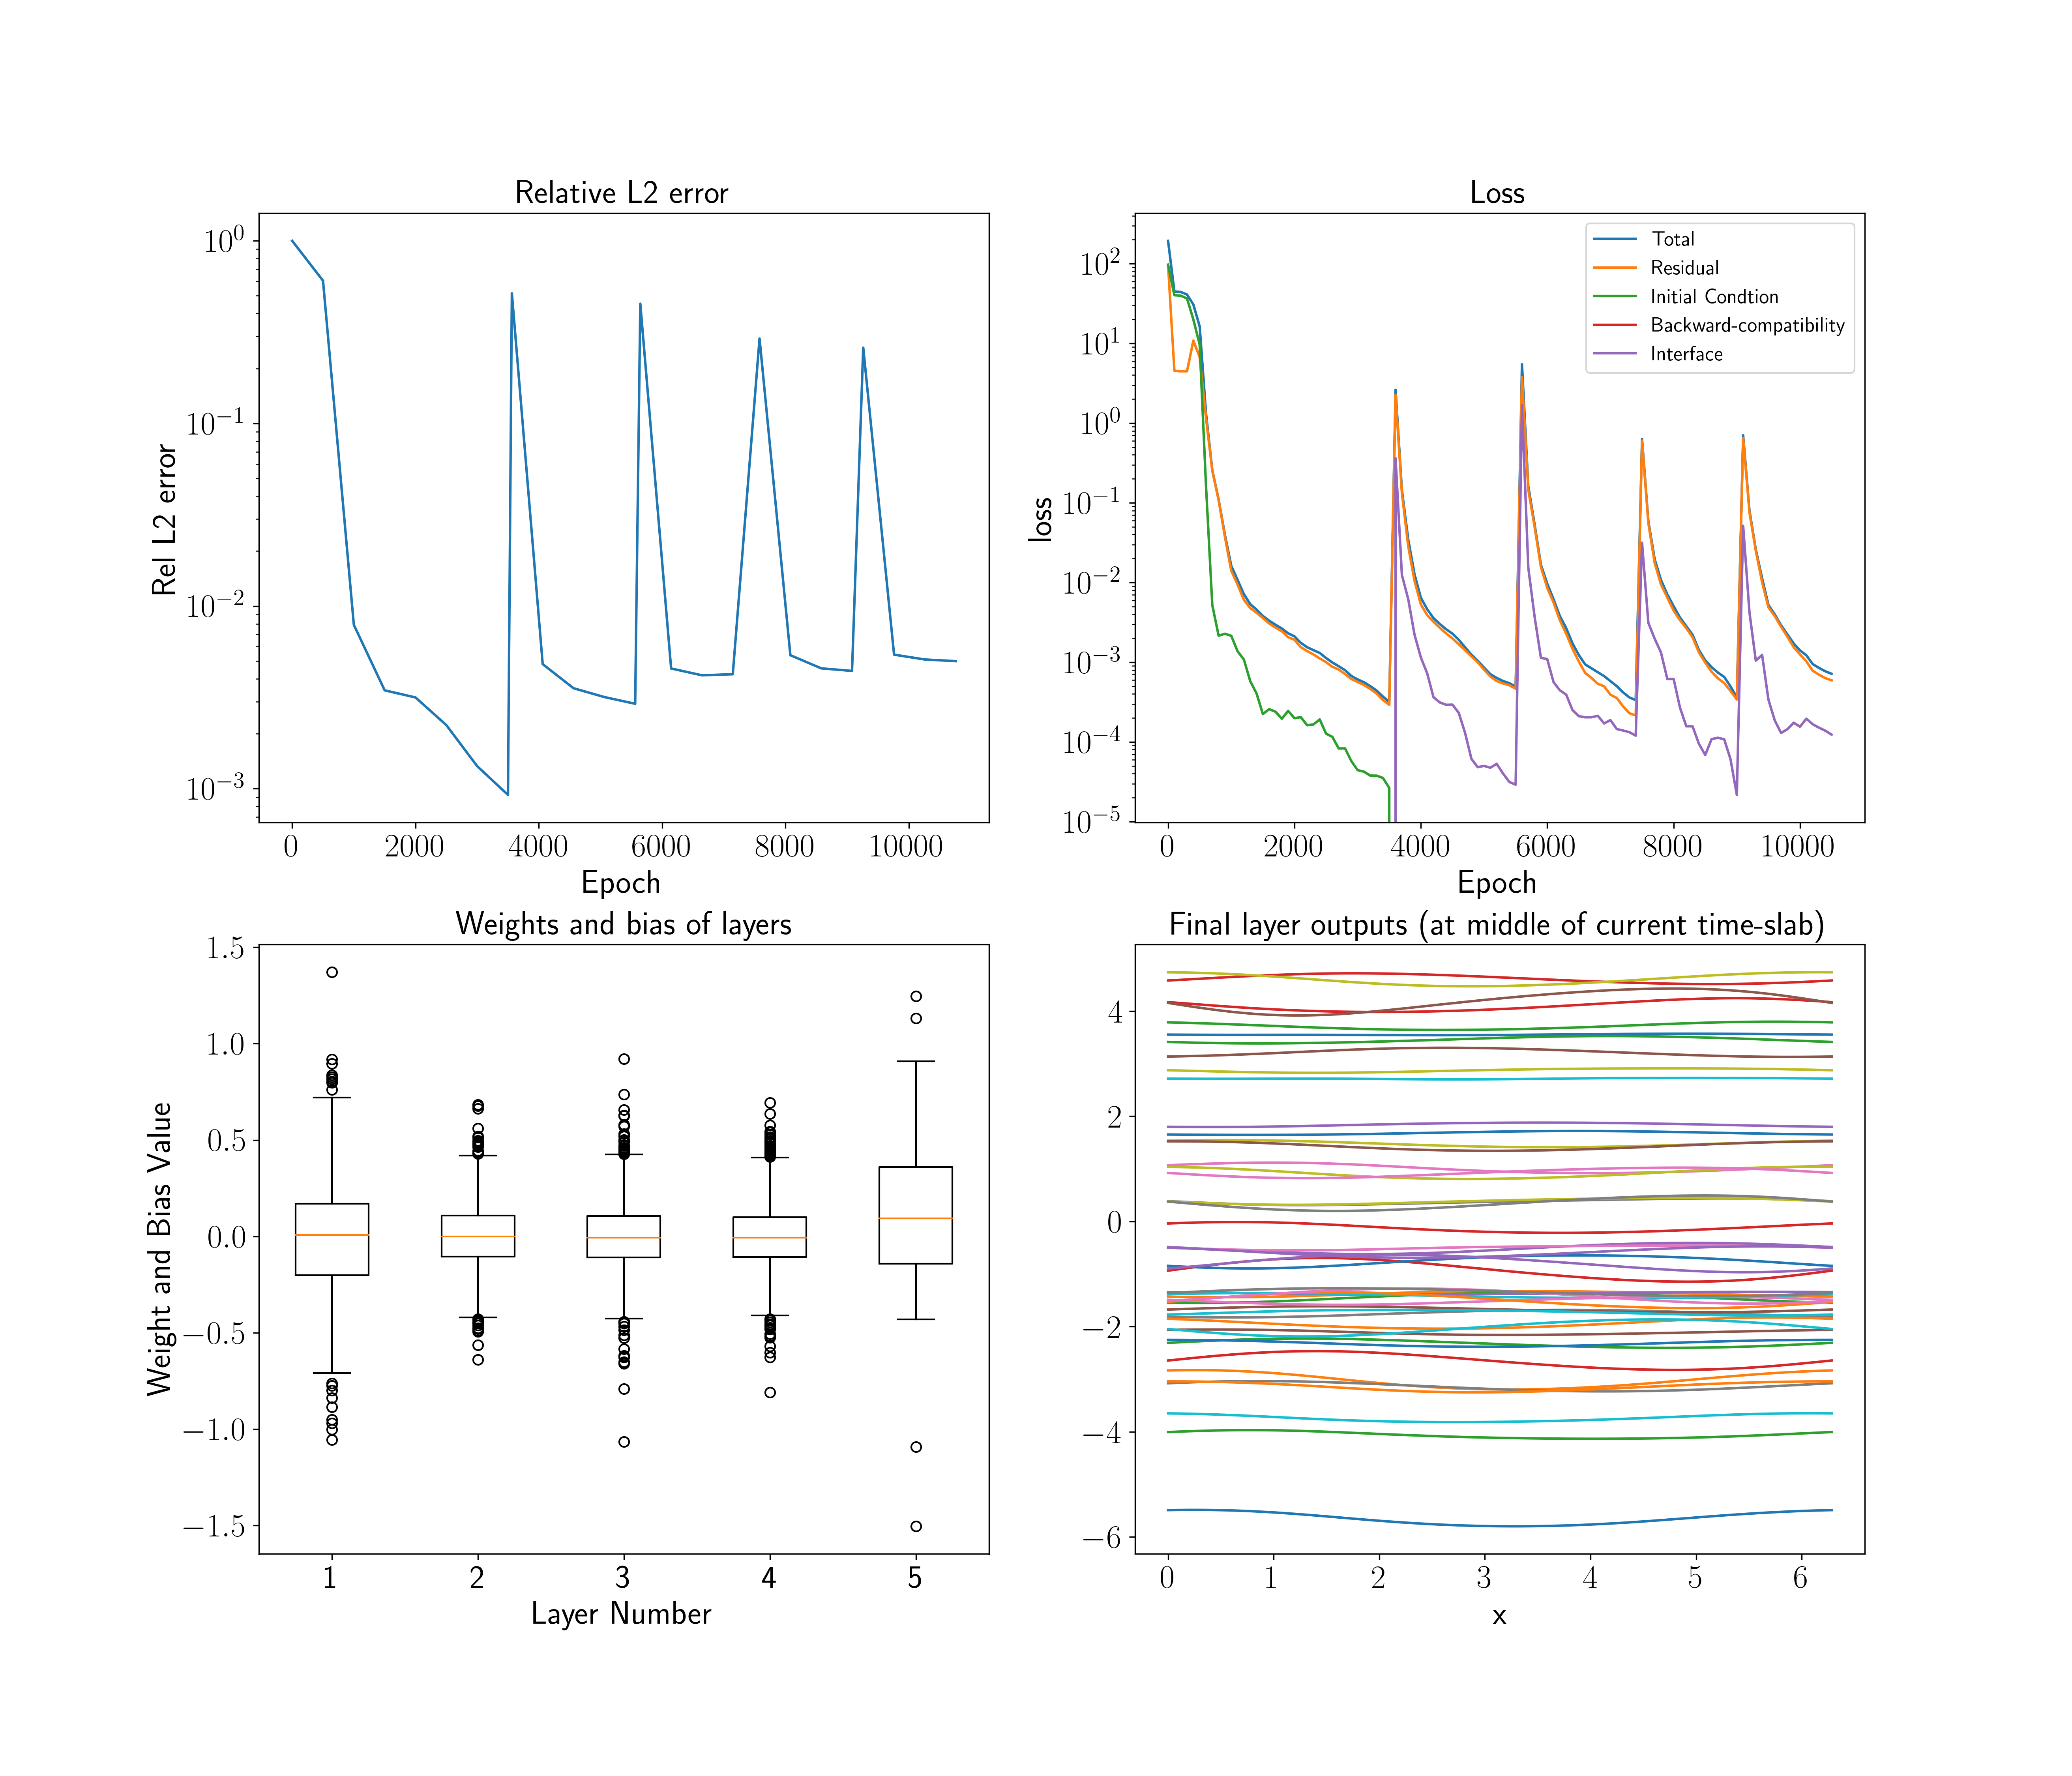 Relative L2 error
Rel L2 error
10^0
10^−1
10^−2
10^−3
0 2000 4000 6000 8000 10000
Epoch
Loss
loss
10^2
10^1
10^0
10^−1
10^−2
10^−3
10^−4
10^−5
Total
Residual
Initial Condtion
Backward-compatibility
Interface
0 2000 4000 6000 8000 10000
Epoch
Weights and bias of layers
Weight and Bias Value
1.5
1.0
0.5
0.0
−0.5
−1.0
−1.5
1 2 3 4 5
Layer Number
Final layer outputs (at middle of current time-slab)
4
2
0
−2
−4
−6
0 1 2 3 4 5 6
x